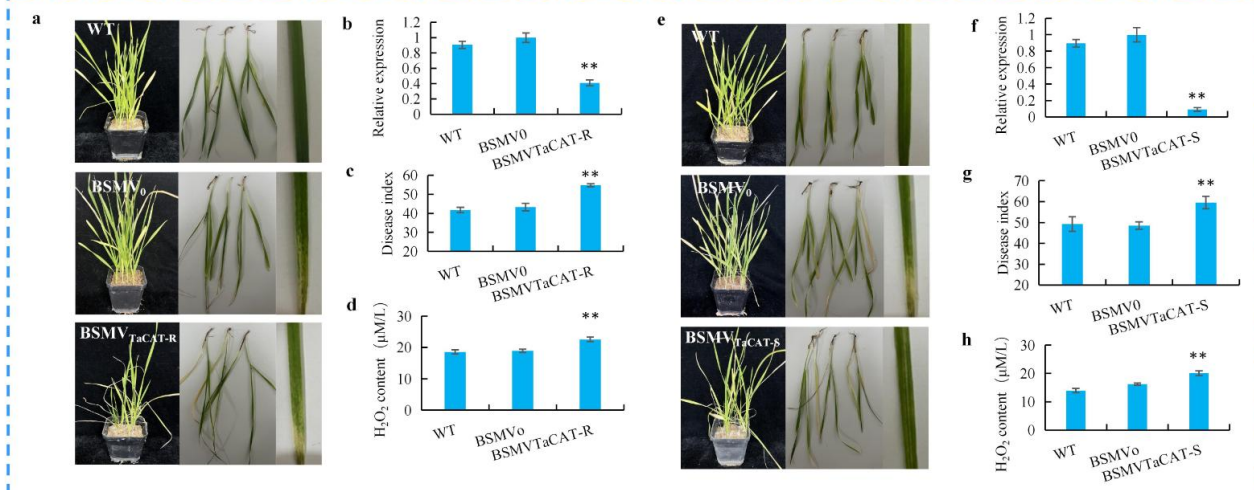 a
WT
BSMV₀
BSMV_TaCAT-R
b
Relative expression
1.2
1
0.8
0.6
0.4
0.2
0
**
WT
BSMV0
BSMVTaCAT-R
c
Disease index
60
50
40
30
20
**
WT
BSMV0
BSMVTaCAT-R
d
H₂O₂ content (μM/L)
30
20
10
0
**
WT
BSMVo
BSMVTaCAT-R
e
WT
BSMV₀
BSMV_TaCAT-S
f
Relative expression
1.2
1
0.8
0.6
0.4
0.2
0
**
WT
BSMV0
BSMVTaCAT-S
g
Disease index
70
60
50
40
30
20
**
WT
BSMV0
BSMVTaCAT-S
h
H₂O₂ content (μM/L)
30
20
10
0
**
WT
BSMVo
BSMVTaCAT-S